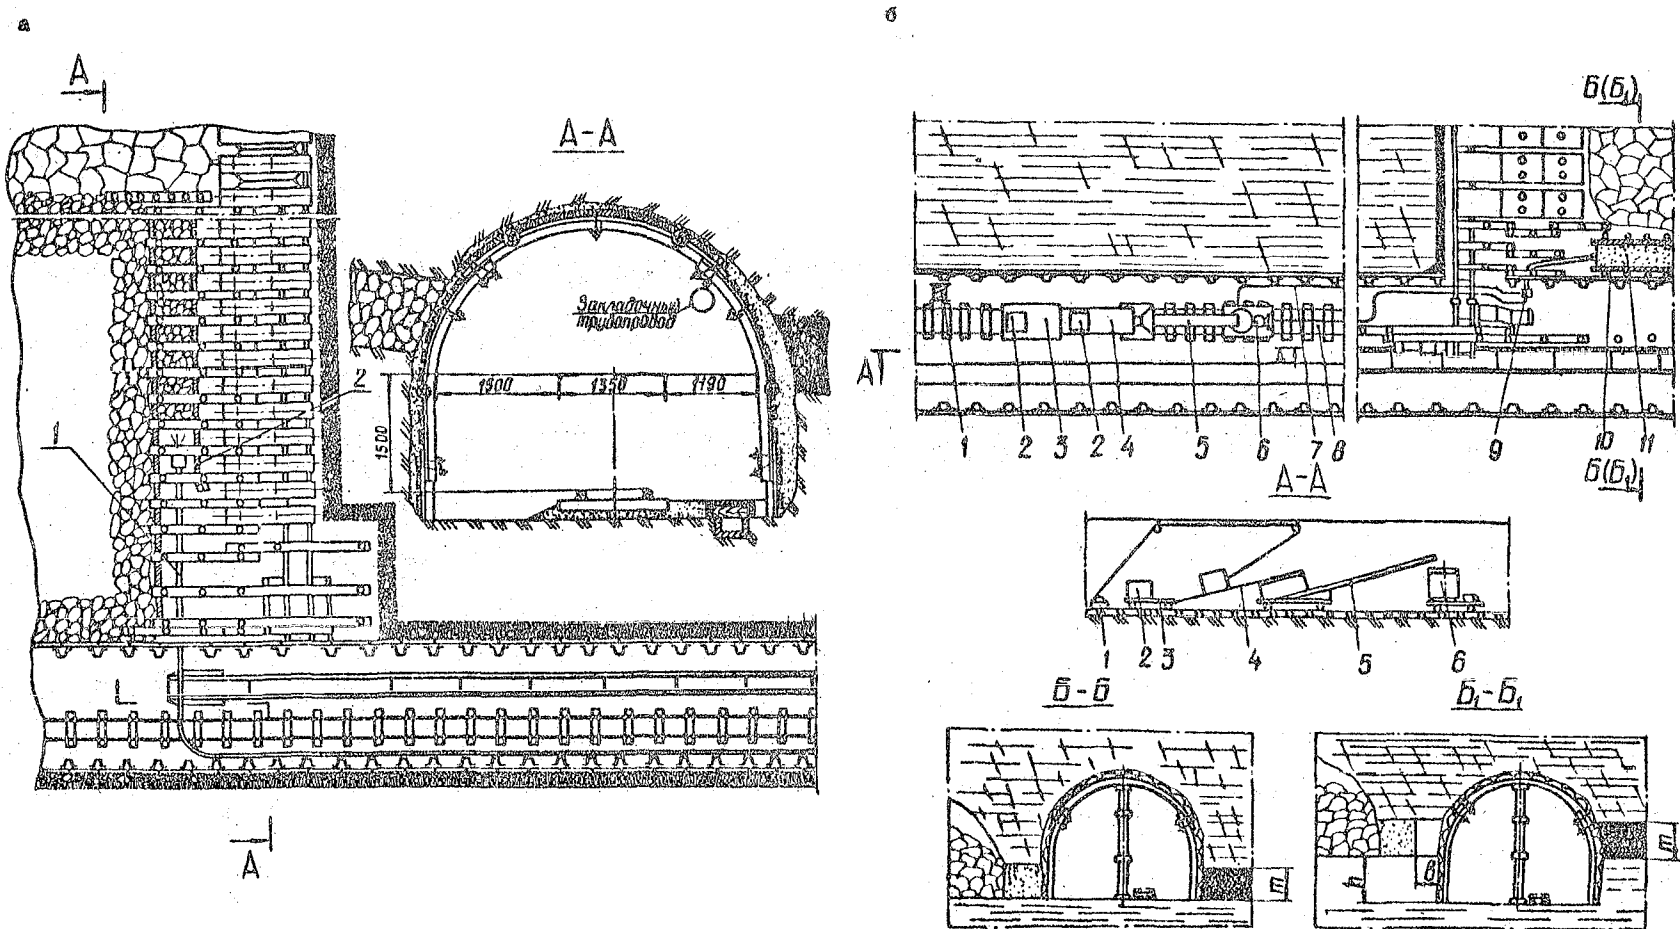 а
А
А-А
Закладочный
трубопровод
1900 1350 1190
1500
1
2
А
б
Б(Б₁)
А
1 2 3 2 4 5 6 7 8 9 10 11
Б(Б₁)
А-А
1 2 3 4 5 6
Б-Б
Б₁-Б₁
m
h
в
m